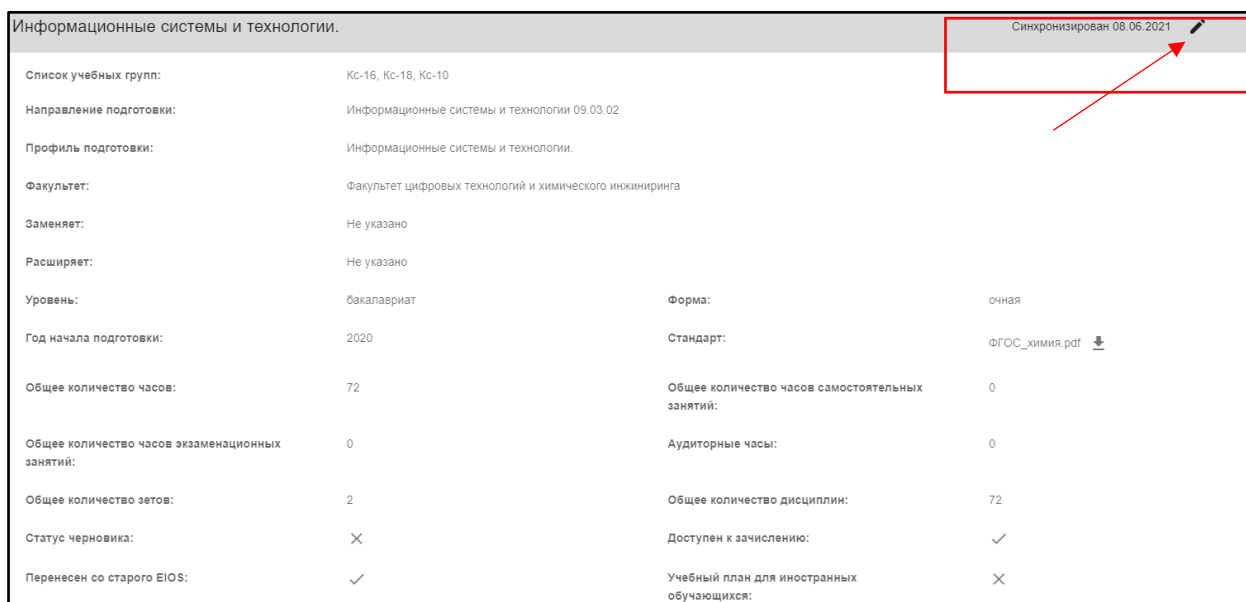 Информационные системы и технологии. Синхронизирован 08.06.2021
Список учебных групп: Кс-16, Кс-18, Кс-10
Направление подготовки: Информационные системы и технологии 09.03.02
Профиль подготовки: Информационные системы и технологии.
Факультет: Факультет цифровых технологий и химического инжиниринга
Заменяет: Не указано
Расширяет: Не указано
Уровень: бакалавриат Форма: очная
Год начала подготовки: 2020 Стандарт: ФГОС_химия.pdf
Общее количество часов: 72 Общее количество часов самостоятельных 0
занятий:
Общее количество часов экзаменационных 0 Аудиторные часы: 0
занятий:
Общее количество зетов: 2 Общее количество дисциплин: 72
Статус черновика: Доступен к зачислению:
Перенесен со старого EIOS: Учебный план для иностранных
обучающихся: